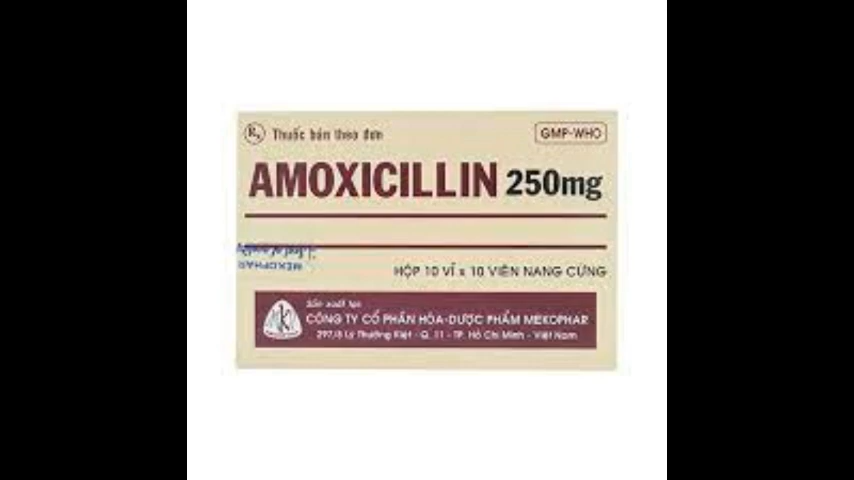 Rx Thuốc bán theo đơn
GMP-WHO
AMOXICILLIN 250mg
MEKOPHAR
HỘP 10 VỈ x 10 VIÊN NANG CỨNG
Sản xuất tại
CÔNG TY CỔ PHẦN HÓA-DƯỢC PHẨM MEKOPHAR
297/5 Lý Thường Kiệt - Q. 11 - TP. Hồ Chí Minh - Việt Nam